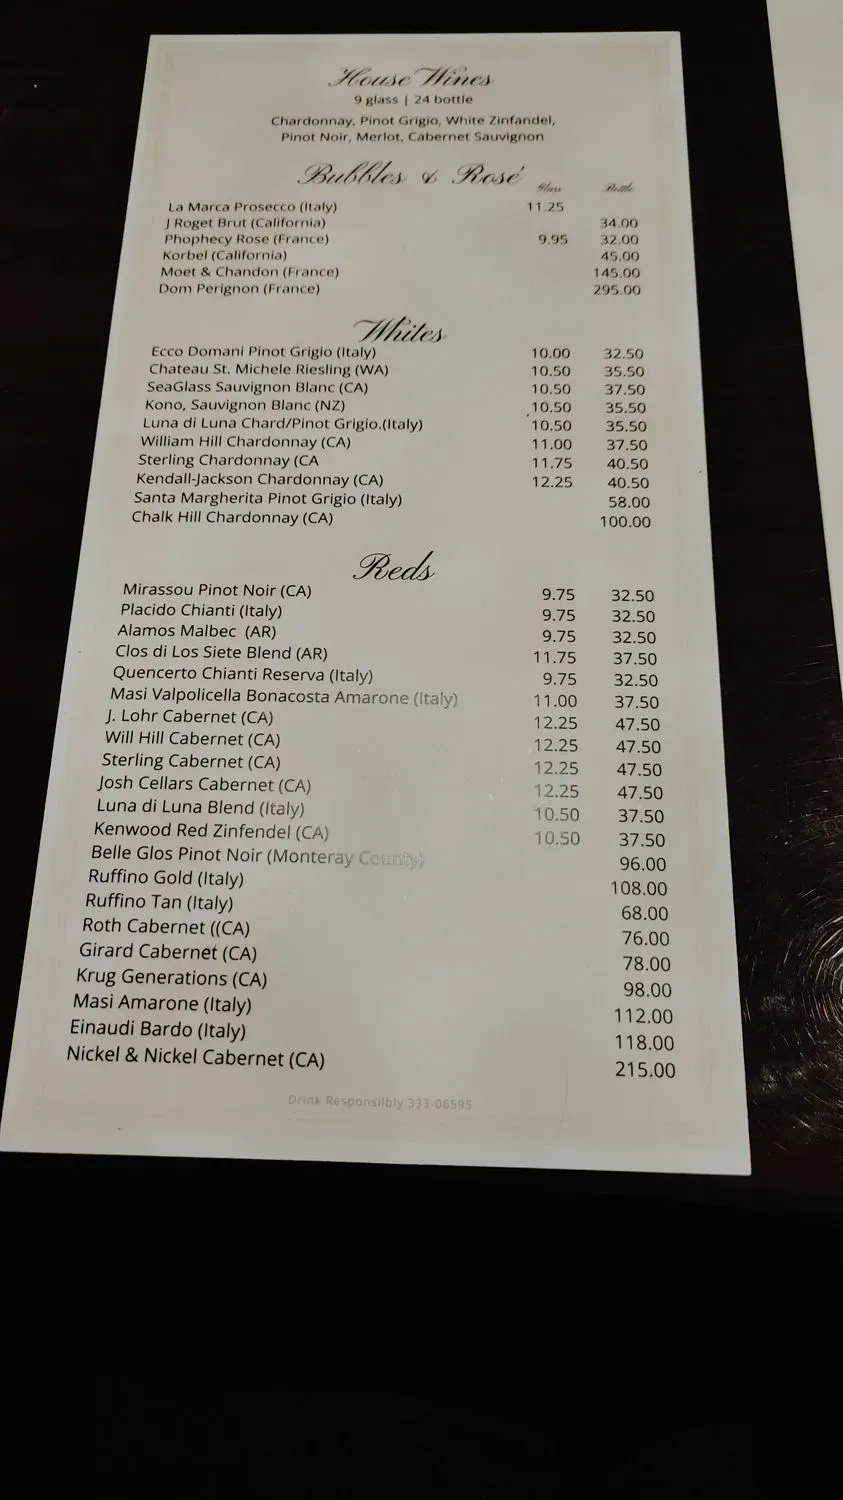 House Wines
9 glass | 24 bottle
Chardonnay, Pinot Grigio, White Zinfandel,
Pinot Noir, Merlot, Cabernet Sauvignon
Bubbles & Rosé Glass Bottle
La Marca Prosecco (Italy) 11.25
J Roget Brut (California) 34.00
Phophecy Rose (France) 9.95 32.00
Korbel (California) 45.00
Moet & Chandon (France) 145.00
Dom Perignon (France) 295.00
Whites
Ecco Domani Pinot Grigio (Italy) 10.00 32.50
Chateau St. Michele Riesling (WA) 10.50 35.50
SeaGlass Sauvignon Blanc (CA) 10.50 37.50
Kono, Sauvignon Blanc (NZ) 10.50 35.50
Luna di Luna Chard/Pinot Grigio.(Italy) 10.50 35.50
William Hill Chardonnay (CA) 11.00 37.50
Sterling Chardonnay (CA 11.75 40.50
Kendall-Jackson Chardonnay (CA) 12.25 40.50
Santa Margherita Pinot Grigio (Italy) 58.00
Chalk Hill Chardonnay (CA) 100.00
Reds
Mirassou Pinot Noir (CA) 9.75 32.50
Placido Chianti (Italy) 9.75 32.50
Alamos Malbec (AR) 9.75 32.50
Clos di Los Siete Blend (AR) 11.75 37.50
Quencerto Chianti Reserva (Italy) 9.75 32.50
Masi Valpolicella Bonacosta Amarone (Italy) 11.00 37.50
J. Lohr Cabernet (CA) 12.25 47.50
Will Hill Cabernet (CA) 12.25 47.50
Sterling Cabernet (CA) 12.25 47.50
Josh Cellars Cabernet (CA) 12.25 47.50
Luna di Luna Blend (Italy) 10.50 37.50
Kenwood Red Zinfendel (CA) 10.50 37.50
Belle Glos Pinot Noir (Monteray County) 96.00
Ruffino Gold (Italy) 108.00
Ruffino Tan (Italy) 68.00
Roth Cabernet ((CA) 76.00
Girard Cabernet (CA) 78.00
Krug Generations (CA) 98.00
Masi Amarone (Italy) 112.00
Einaudi Bardo (Italy) 118.00
Nickel & Nickel Cabernet (CA) 215.00
Drink Responsilbly 333-06595